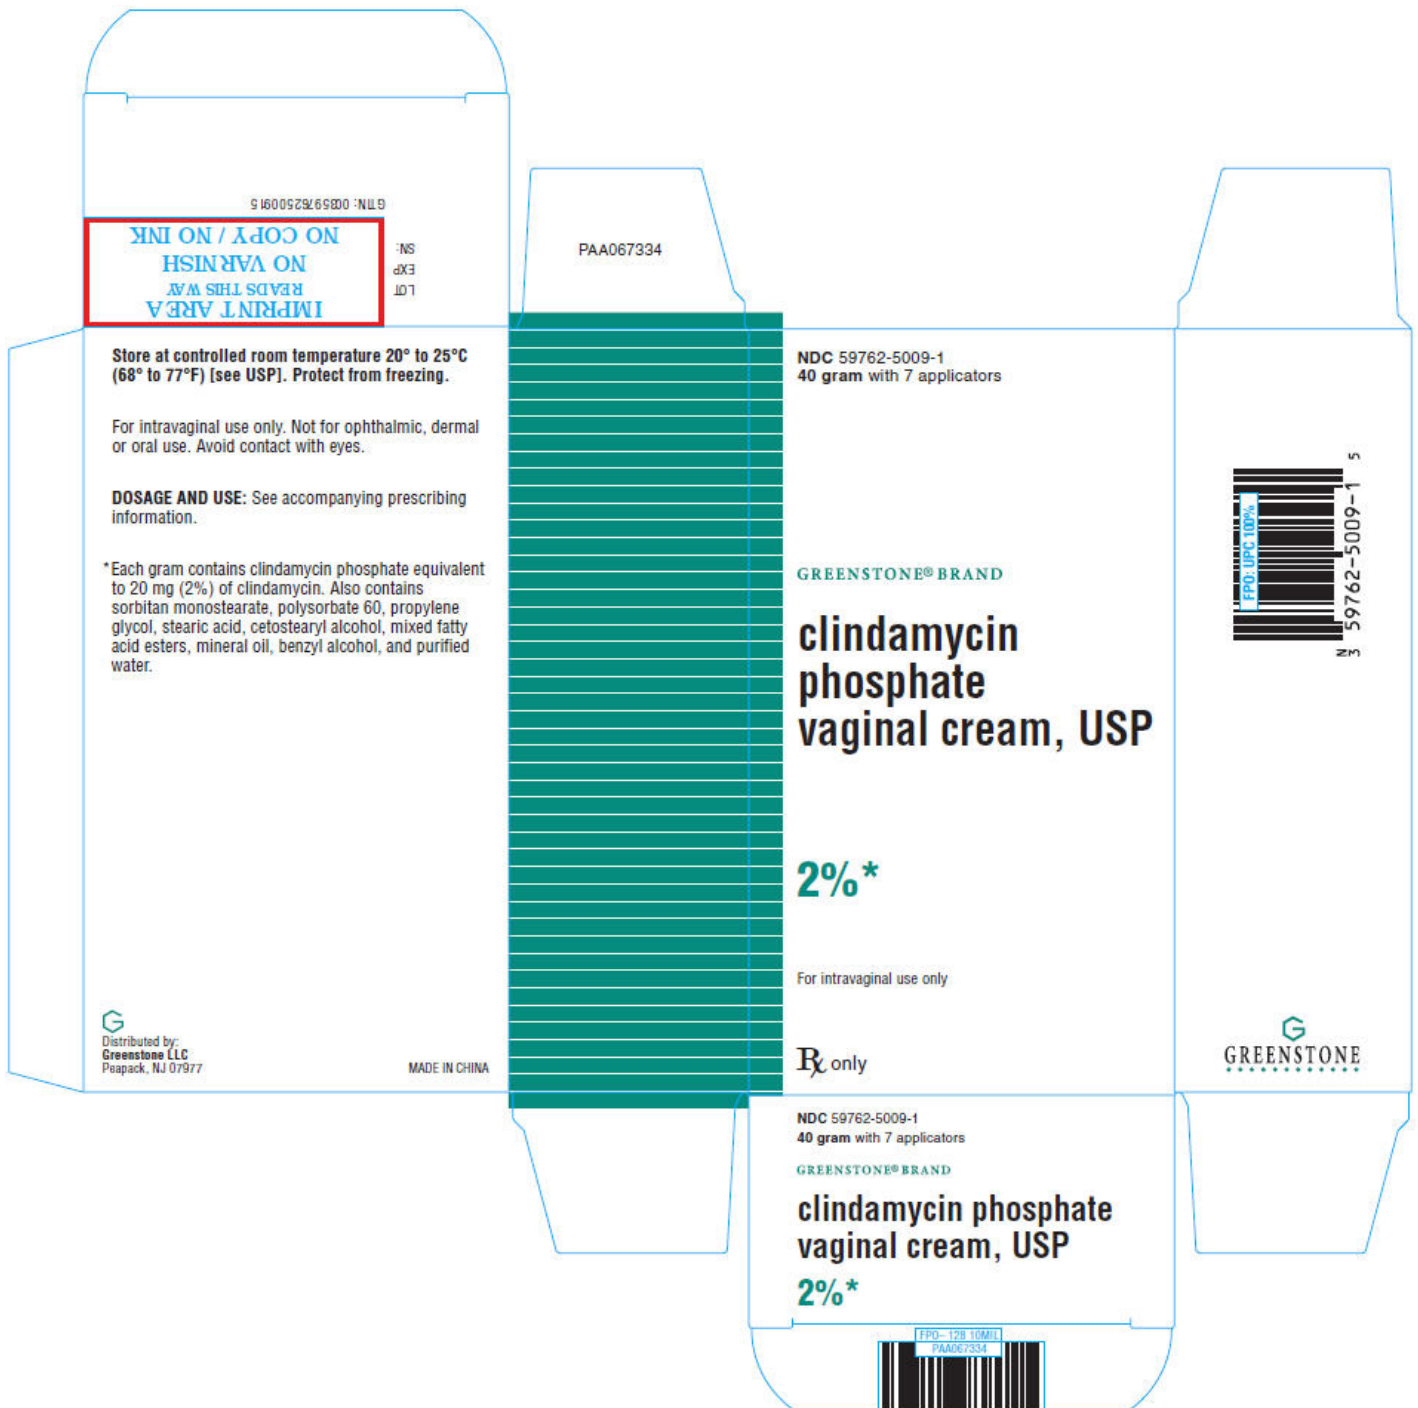 GTIN: 00359762500915
SN:
EXP
LOT
IMPRINT AREA
READS THIS WAY
NO VARNISH
NO COPY / NO INK
Store at controlled room temperature 20° to 25°C
(68° to 77°F) [see USP]. Protect from freezing.
For intravaginal use only. Not for ophthalmic, dermal
or oral use. Avoid contact with eyes.
DOSAGE AND USE: See accompanying prescribing
information.
*Each gram contains clindamycin phosphate equivalent
to 20 mg (2%) of clindamycin. Also contains
sorbitan monostearate, polysorbate 60, propylene
glycol, stearic acid, cetostearyl alcohol, mixed fatty
acid esters, mineral oil, benzyl alcohol, and purified
water.
G
Distributed by:
Greenstone LLC
Peapack, NJ 07977
MADE IN CHINA
PAA067334
NDC 59762-5009-1
40 gram with 7 applicators
GREENSTONE® BRAND
clindamycin
phosphate
vaginal cream, USP
2%*
For intravaginal use only
Rx only
NDC 59762-5009-1
40 gram with 7 applicators
GREENSTONE® BRAND
clindamycin phosphate
vaginal cream, USP
2%*
FPO– 128 10MIL
PAA067334
FPO: UPC 100%
N
3 59762-5009-1 5
G
GREENSTONE